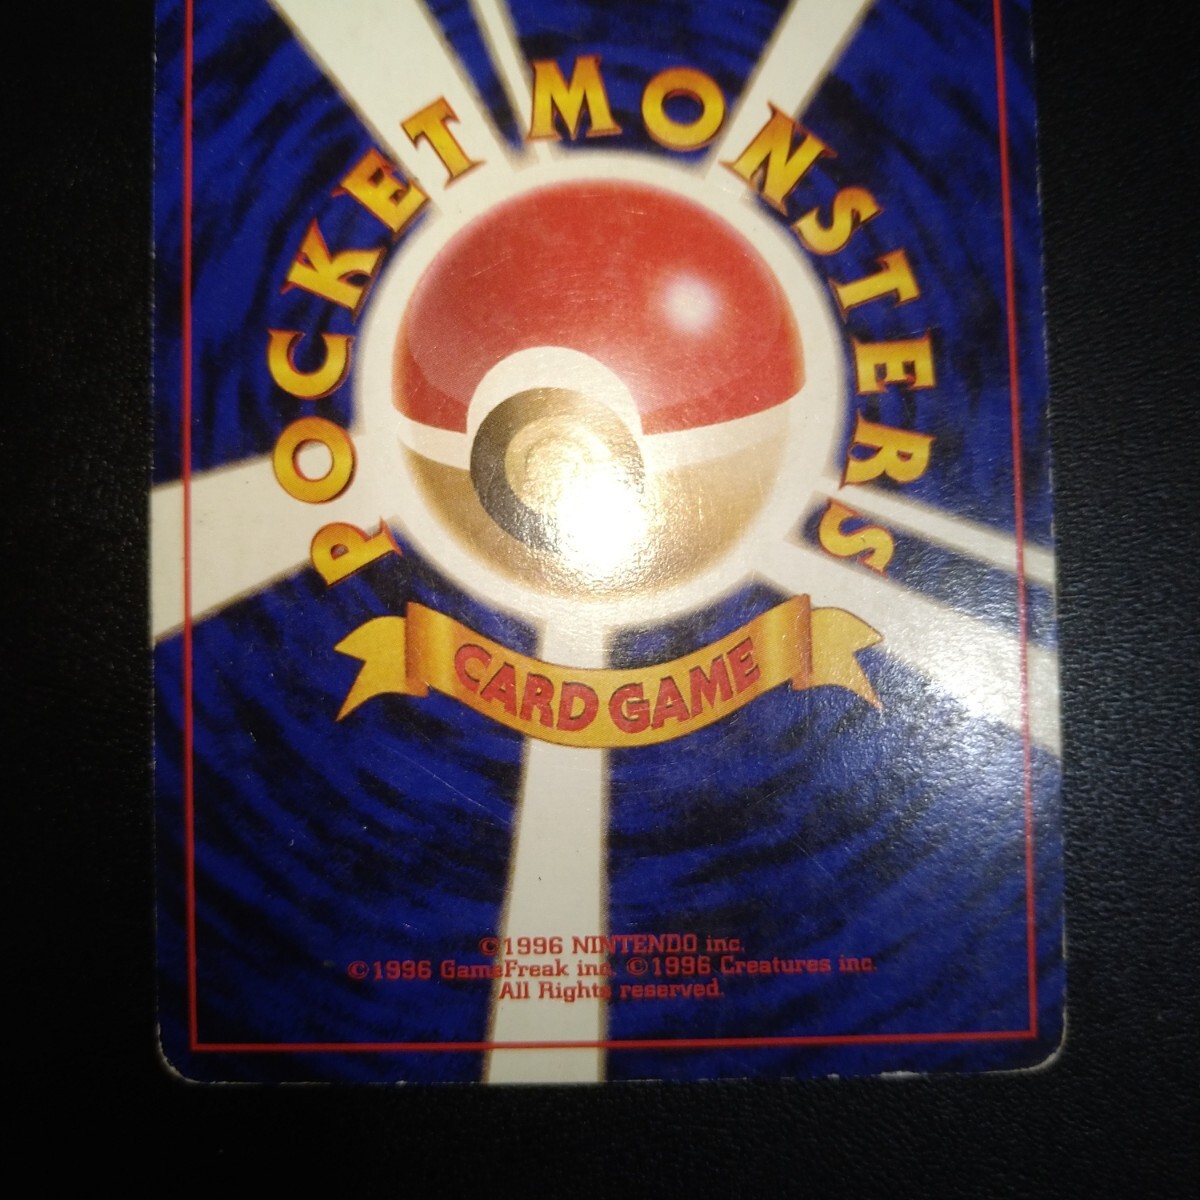 POCKET MONSTERS
CARD GAME
©1996 NINTENDO inc.
©1996 GameFreak inc. ©1996 Creatures inc.
All Rights reserved.